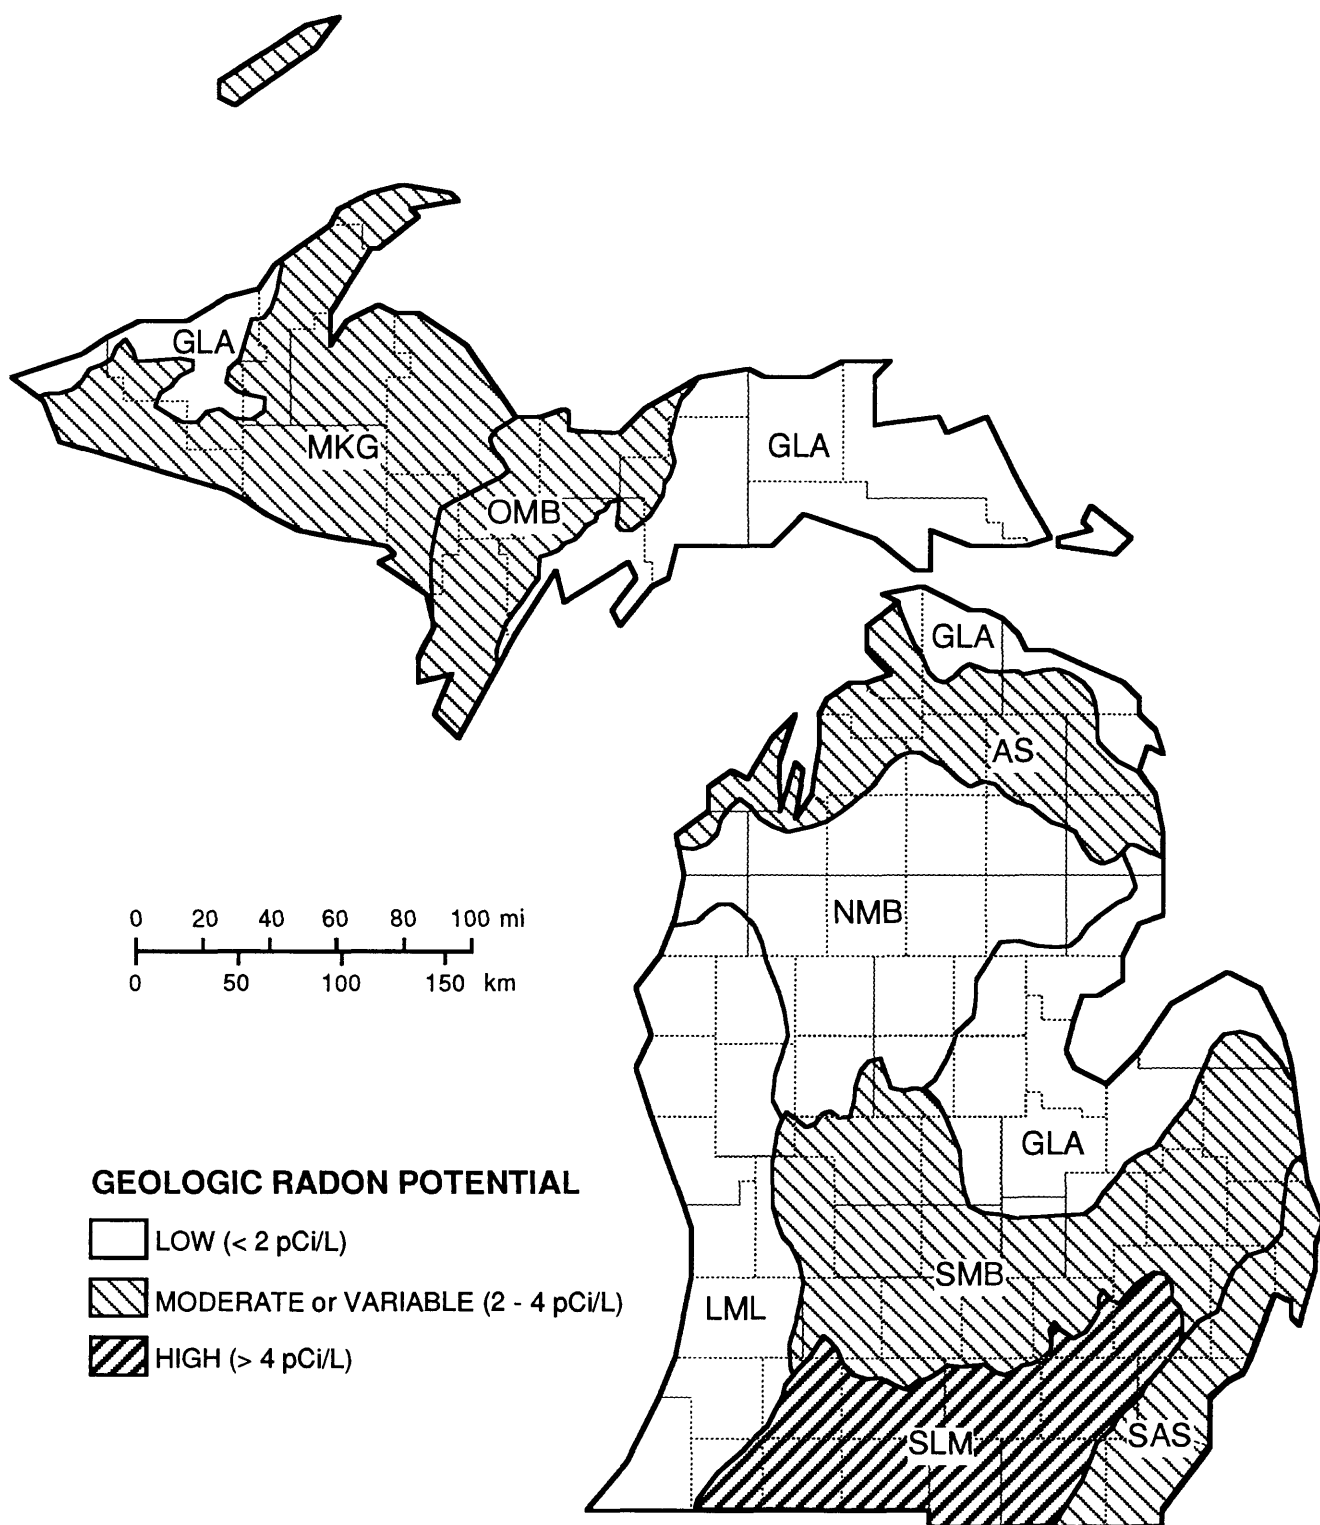 GLA
MKG
GLA
OMB
GLA
AS
NMB
0 20 40 60 80 100 mi
0 50 100 150 km
GLA
GEOLOGIC RADON POTENTIAL
LOW (< 2 pCi/L)
MODERATE or VARIABLE (2 - 4 pCi/L)
HIGH (> 4 pCi/L)
SMB
LML
SLM
SAS